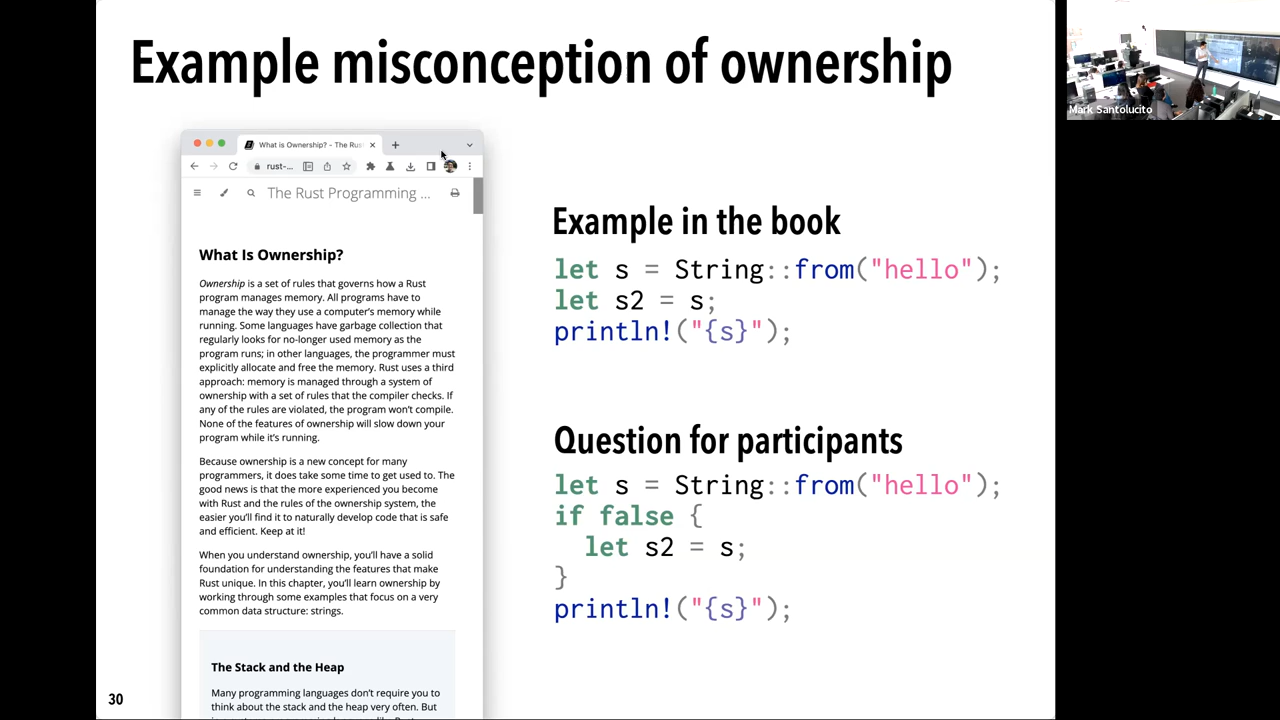 Example misconception of ownership
Mark Santolucito
What is Ownership? - The Rus
rust-...
The Rust Programming ...
What Is Ownership?
Ownership is a set of rules that governs how a Rust
program manages memory. All programs have to
manage the way they use a computer's memory while
running. Some languages have garbage collection that
regularly looks for no-longer used memory as the
program runs; in other languages, the programmer must
explicitly allocate and free the memory. Rust uses a third
approach: memory is managed through a system of
ownership with a set of rules that the compiler checks. If
any of the rules are violated, the program won't compile.
None of the features of ownership will slow down your
program while it's running.
Because ownership is a new concept for many
programmers, it does take some time to get used to. The
good news is that the more experienced you become
with Rust and the rules of the ownership system, the
easier you'll find it to naturally develop code that is safe
and efficient. Keep at it!
When you understand ownership, you'll have a solid
foundation for understanding the features that make
Rust unique. In this chapter, you'll learn ownership by
working through some examples that focus on a very
common data structure: strings.
The Stack and the Heap
Many programming languages don't require you to
think about the stack and the heap very often. But
Example in the book
let s = String::from("hello");
let s2 = s;
println!("{s}");
Question for participants
let s = String::from("hello");
if false {
  let s2 = s;
}
println!("{s}");
30